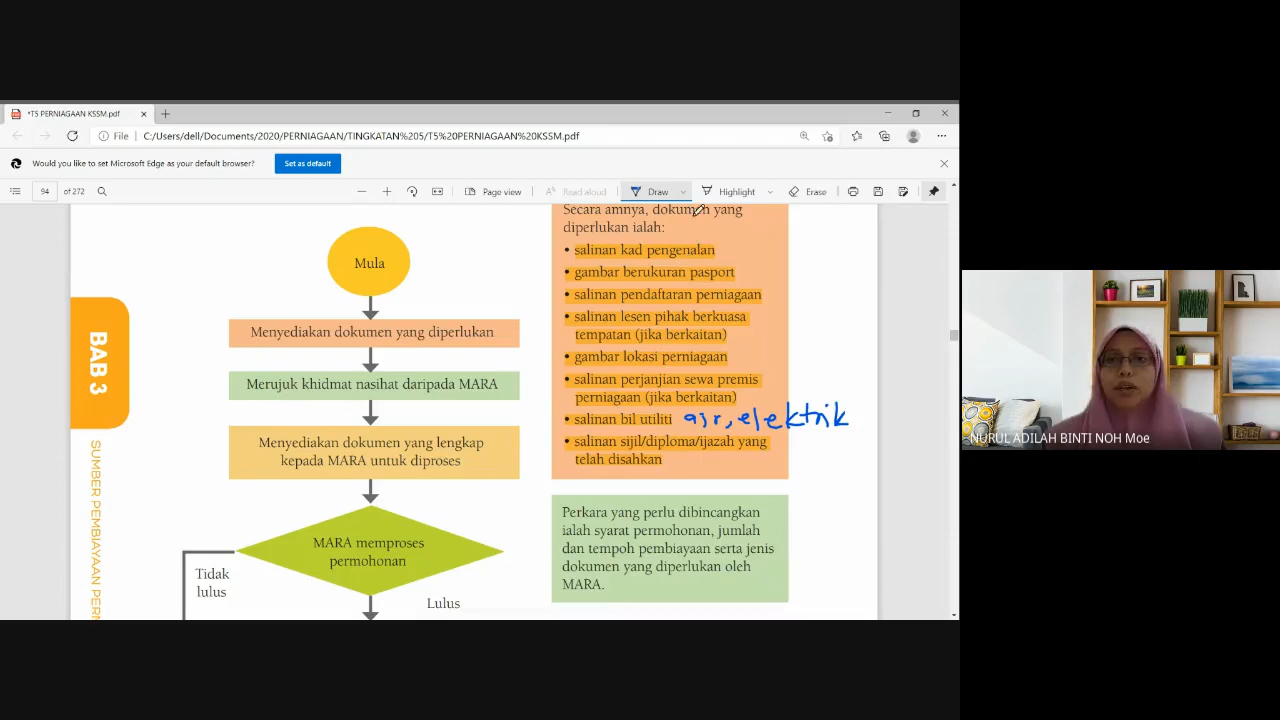 *T5 PERNIAGAAN KSSM.pdf
File C:/Users/dell/Documents/2020/PERNIAGAAN/TINGKATAN%205/T5%20PERNIAGAAN%20KSSM.pdf
Would you like to set Microsoft Edge as your default browser? Set as default
94 of 272 Page view Read aloud Draw Highlight Erase
Mula
Menyediakan dokumen yang diperlukan
Merujuk khidmat nasihat daripada MARA
Menyediakan dokumen yang lengkap
kepada MARA untuk diproses
MARA memproses
permohonan
Tidak
lulus
Lulus
BAB 3
SUMBER PEMBIAYAAN PERN
Secara amnya, dokumen yang
diperlukan ialah:
• salinan kad pengenalan
• gambar berukuran pasport
• salinan pendaftaran perniagaan
• salinan lesen pihak berkuasa
tempatan (jika berkaitan)
• gambar lokasi perniagaan
• salinan perjanjian sewa premis
perniagaan (jika berkaitan)
• salinan bil utiliti air, elektrik
• salinan sijil/diploma/ijazah yang
telah disahkan
Perkara yang perlu dibincangkan
ialah syarat permohonan, jumlah
dan tempoh pembiayaan serta jenis
dokumen yang diperlukan oleh
MARA.
NURUL ADILAH BINTI NOH Moe